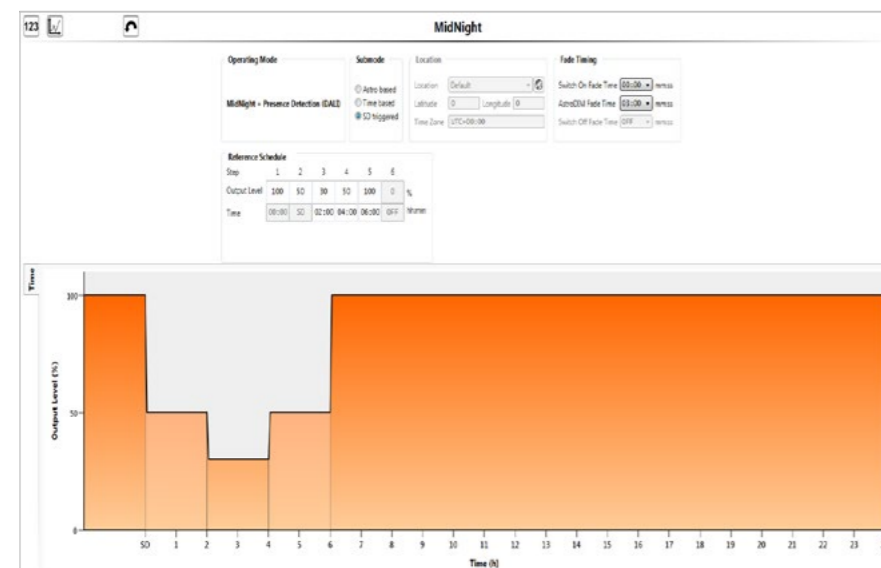 123
MidNight
Operating Mode
MidNight + Presence Detection (DALI)
Submode
Astro based
Time based
SD triggered
Location
Location Default
Latitude 0 Longitude 0
Time Zone UTC+00:00
Fade Timing
Switch On Fade Time 00:00 mm:ss
AstroDIM Fade Time 03:00 mm:ss
Switch Off Fade Time OFF mm:ss
Reference Schedule
Step 1 2 3 4 5 6
Output Level 100 50 30 50 100 0 %
Time 00:00 SD 02:00 04:00 06:00 OFF hh:mm
Time
Output Level (%)
100
50
0
SD 1 2 3 4 5 6 7 8 9 10 11 12 13 14 15 16 17 18 19 20 21 22 23
Time (h)